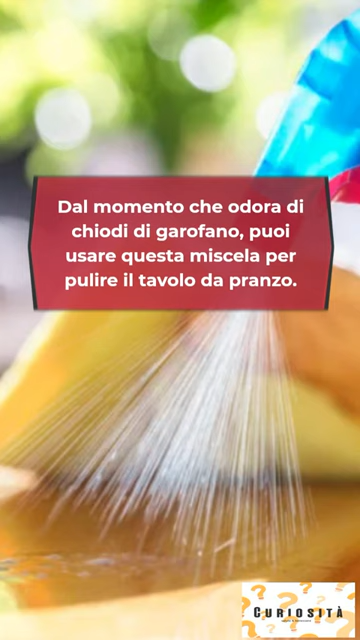 Dal momento che odora di
chiodi di garofano, puoi
usare questa miscela per
pulire il tavolo da pranzo.
CURIOSITÀ